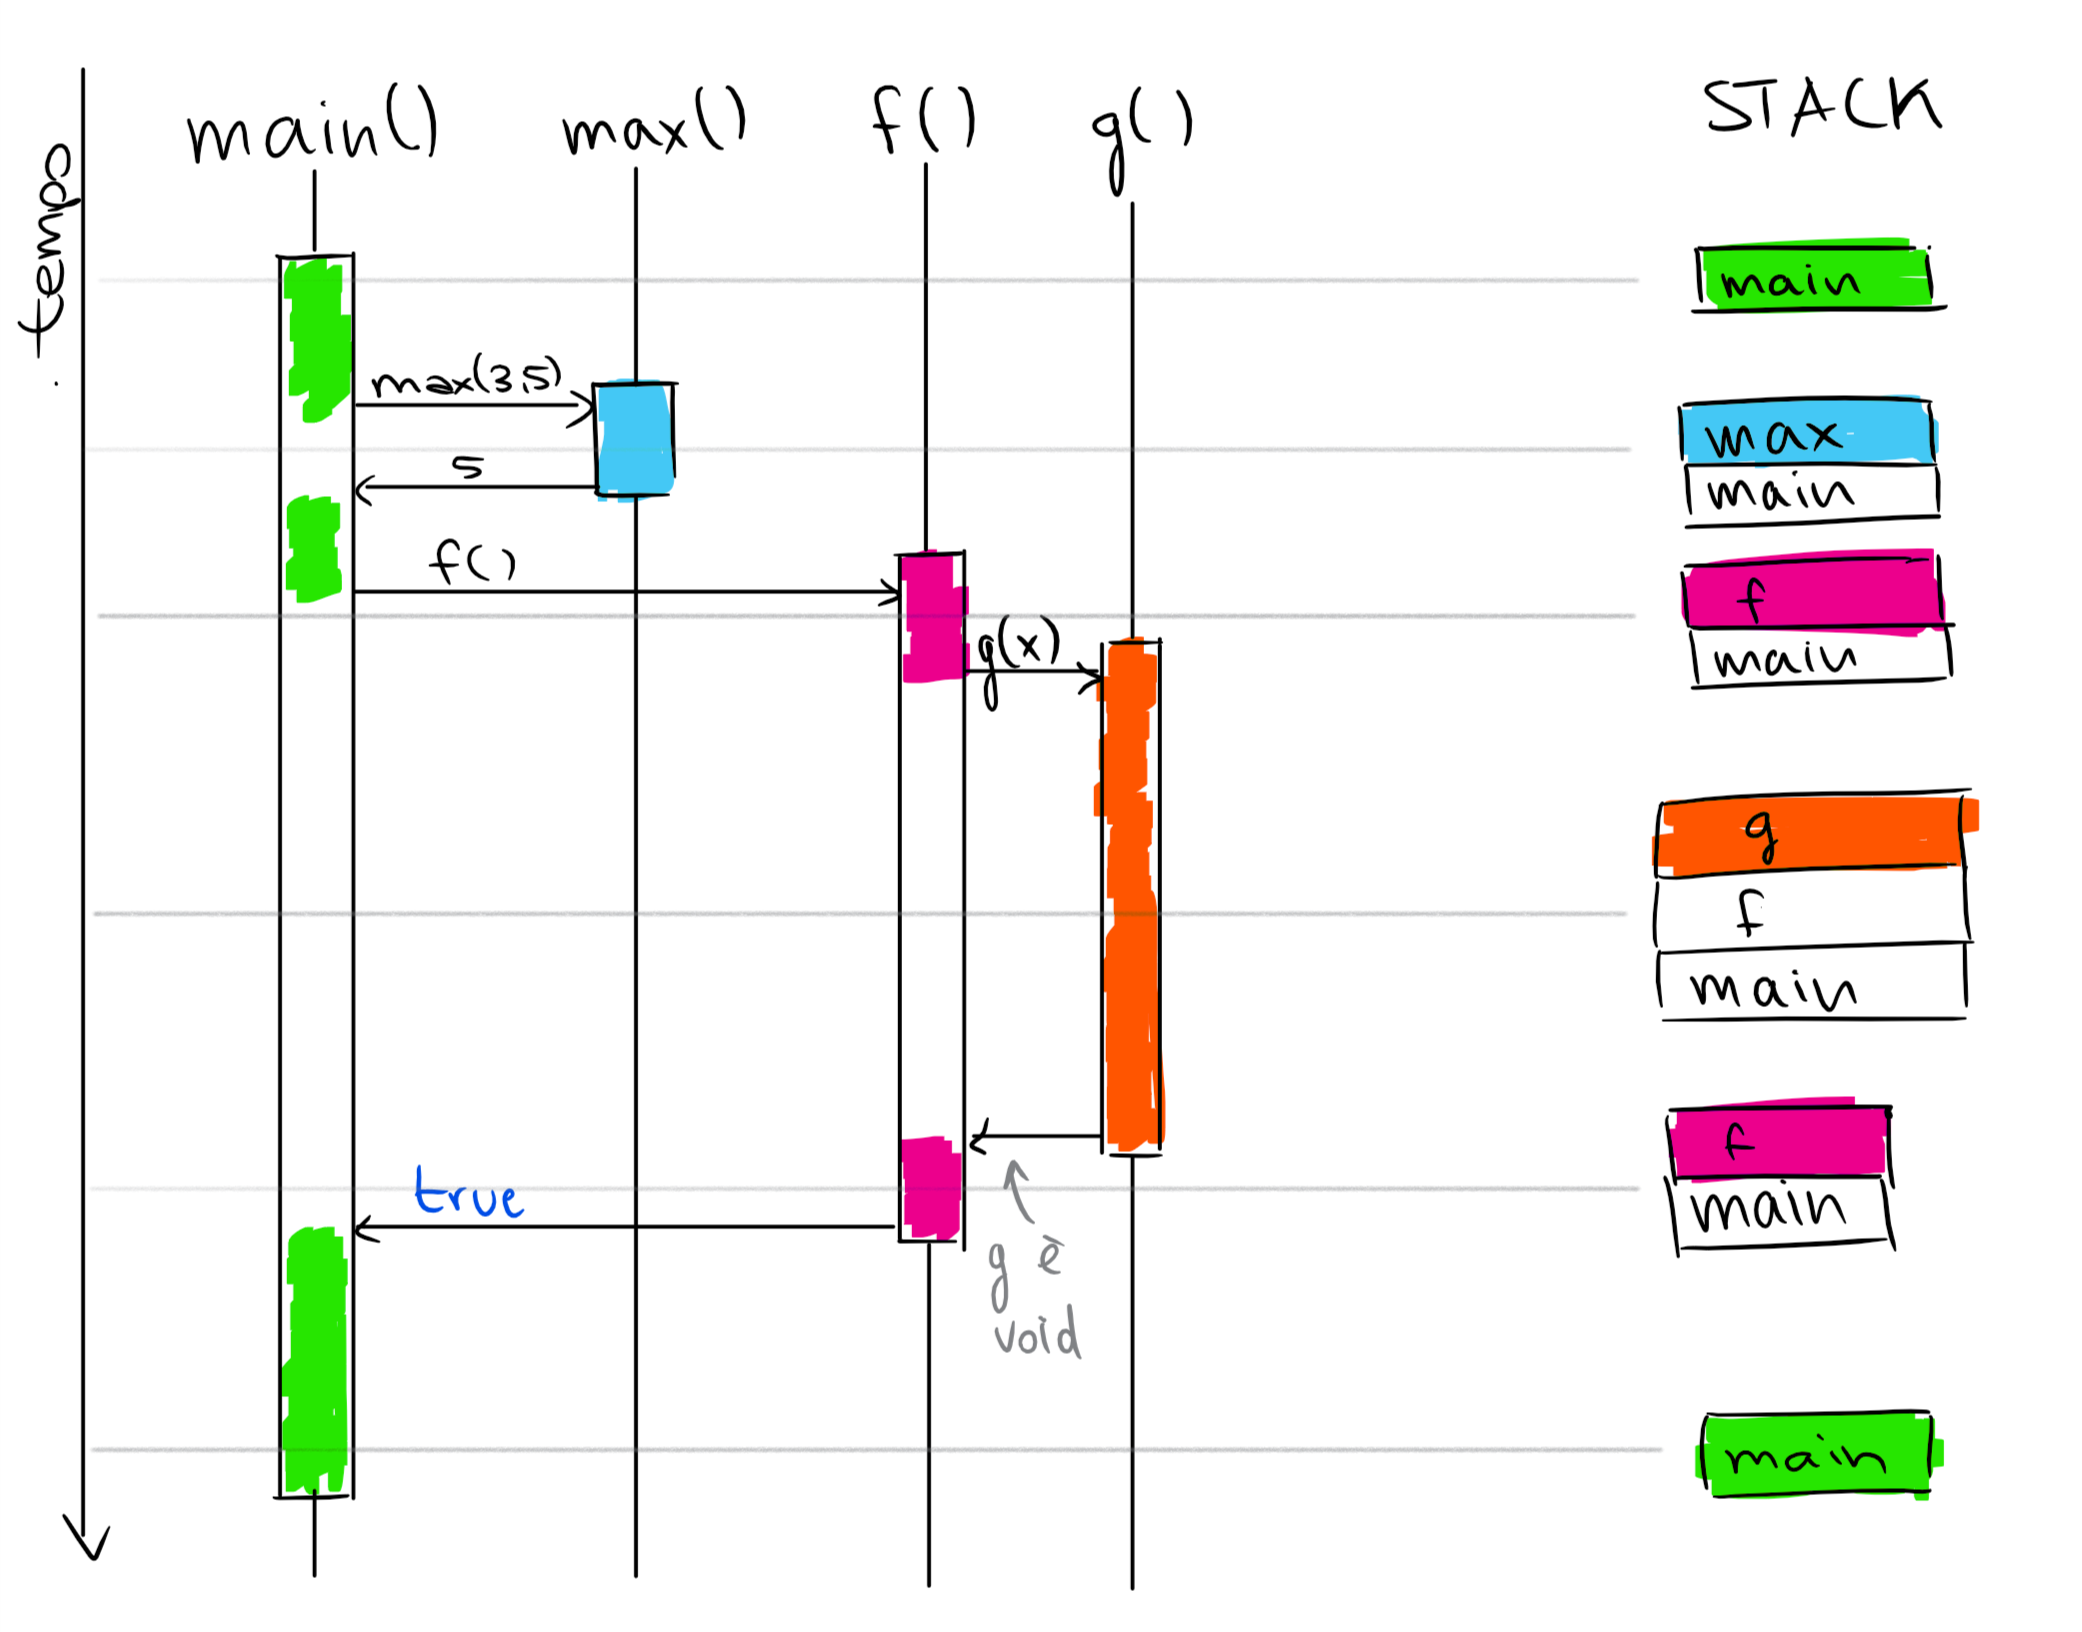 main() max() f() g() STACK
tempo
main
max(3,5)
max
main
5
f()
f
main
g(x)
g
f
main
f
main
true
g è
void
main